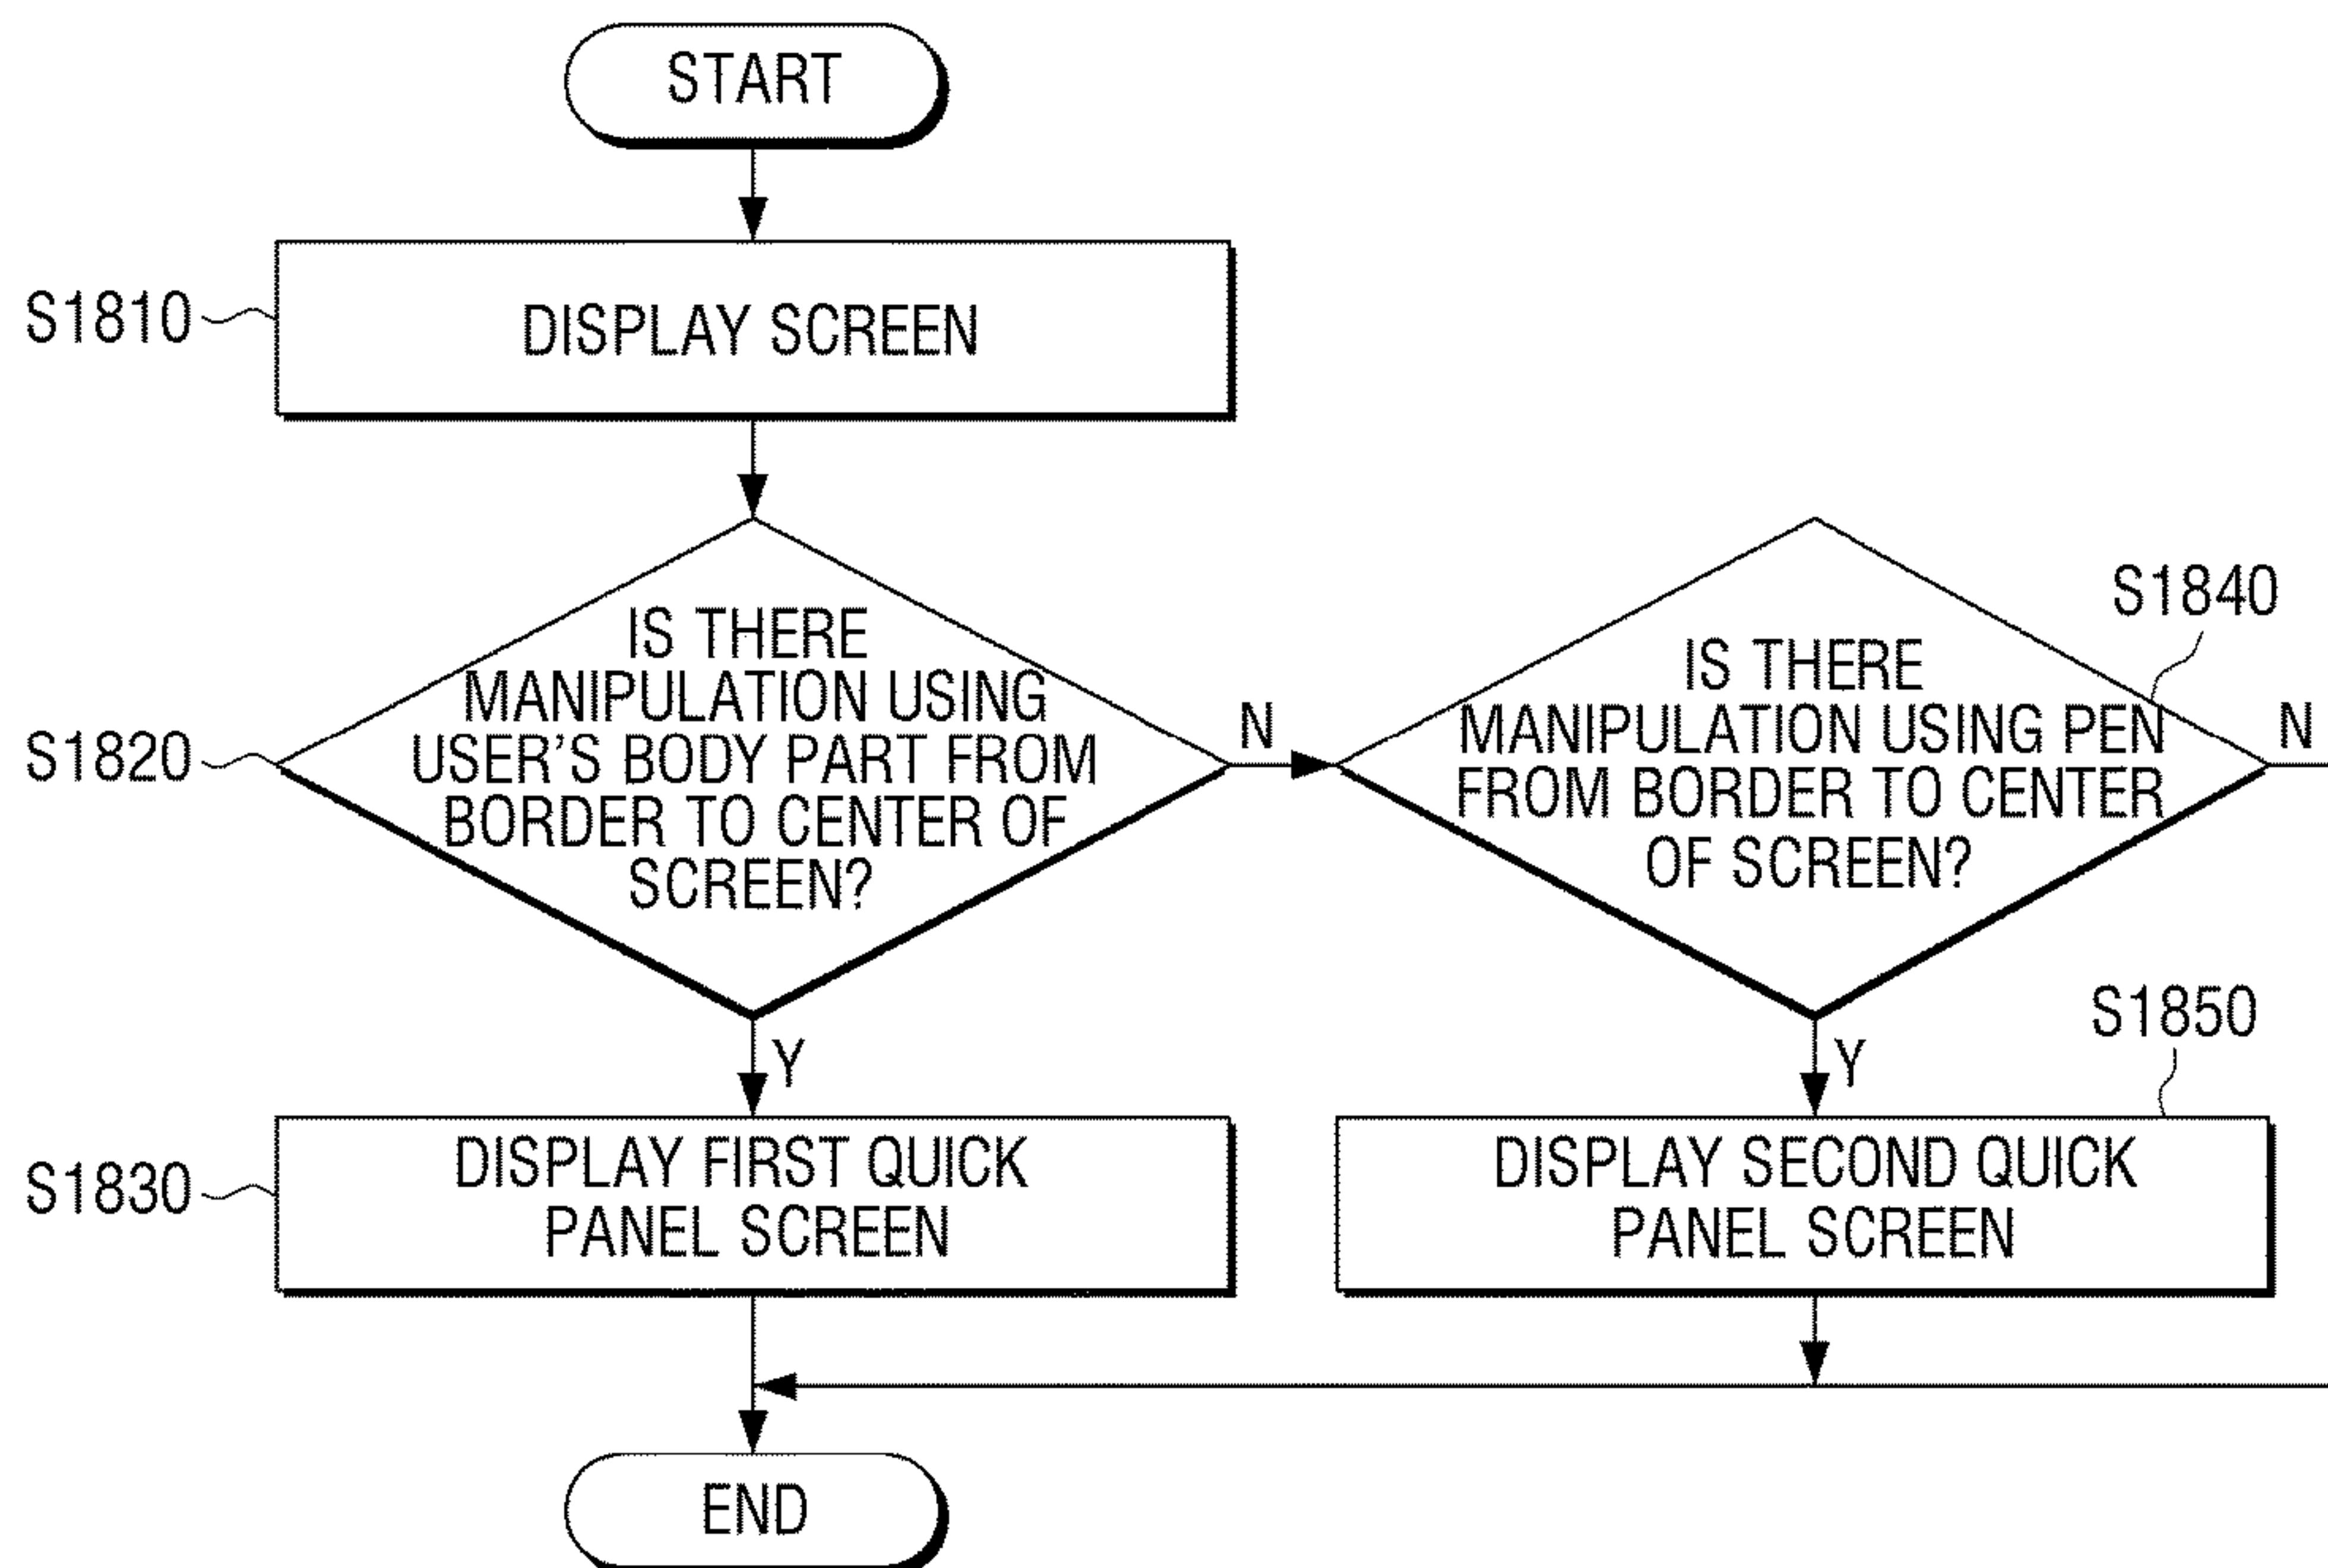 START
S1810
DISPLAY SCREEN
S1820
IS THERE
MANIPULATION USING
USER'S BODY PART FROM
BORDER TO CENTER OF
SCREEN?
N
S1840
IS THERE
MANIPULATION USING PEN
FROM BORDER TO CENTER
OF SCREEN?
N
Y
Y
S1830
DISPLAY FIRST QUICK
PANEL SCREEN
S1850
DISPLAY SECOND QUICK
PANEL SCREEN
END